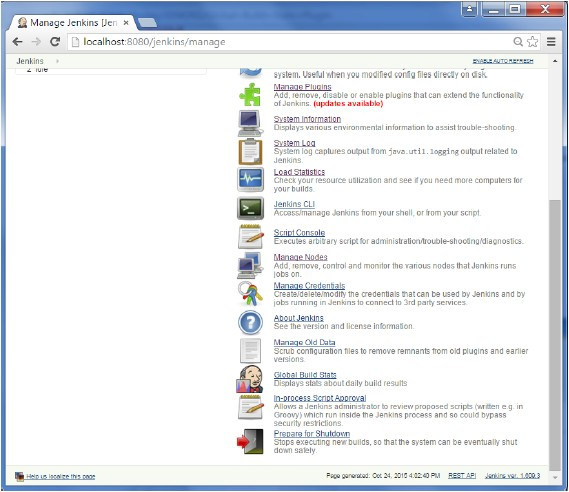 Manage Jenkins [Jen
localhost:8080/jenkins/manage
Jenkins
ENABLE AUTO REFRESH
2 Idle
system. Useful when you modified config files directly on disk.
Manage Plugins
Add, remove, disable or enable plugins that can extend the functionality
of Jenkins. (updates available)
System Information
Displays various environmental information to assist trouble-shooting.
System Log
System log captures output from java.util.logging output related to
Jenkins.
Load Statistics
Check your resource utilization and see if you need more computers for
your builds.
Jenkins CLI
Access/manage Jenkins from your shell, or from your script.
Script Console
Executes arbitrary script for administration/trouble-shooting/diagnostics.
Manage Nodes
Add, remove, control and monitor the various nodes that Jenkins runs
jobs on.
Manage Credentials
Create/delete/modify the credentials that can be used by Jenkins and by
jobs running in Jenkins to connect to 3rd party services.
About Jenkins
See the version and license information.
Manage Old Data
Scrub configuration files to remove remnants from old plugins and earlier
versions.
Global Build Stats
Displays stats about daily build results
In-process Script Approval
Allows a Jenkins administrator to review proposed scripts (written e.g. in
Groovy) which run inside the Jenkins process and so could bypass
security restrictions.
Prepare for Shutdown
Stops executing new builds, so that the system can be eventually shut
down safely.
Help us localize this page
Page generated: Oct 24, 2015 4:02:40 PM
REST API
Jenkins ver. 1.609.3